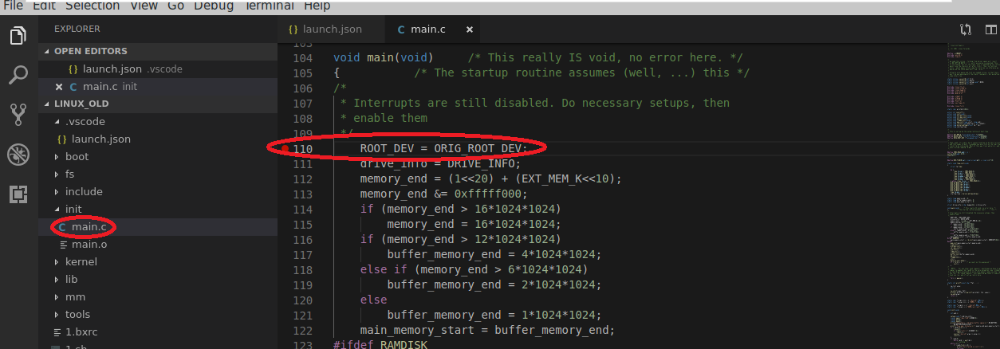 File Edit Selection View Go Debug Terminal Help
EXPLORER
OPEN EDITORS
{ } launch.json .vscode
× C main.c init
LINUX_OLD
.vscode
{ } launch.json
boot
fs
include
init
C main.c
main.o
kernel
lib
mm
tools
1.bxrc
{ } launch.json
C main.c ×
103
104 void main(void) /* This really IS void, no error here. */
105 { /* The startup routine assumes (well, ...) this */
106 /*
107 * Interrupts are still disabled. Do necessary setups, then
108 * enable them
109 */
110 ROOT_DEV = ORIG_ROOT_DEV;
111 drive_info = DRIVE_INFO;
112 memory_end = (1<<20) + (EXT_MEM_K<<10);
113 memory_end &= 0xfffff000;
114 if (memory_end > 16*1024*1024)
115 memory_end = 16*1024*1024;
116 if (memory_end > 12*1024*1024)
117 buffer_memory_end = 4*1024*1024;
118 else if (memory_end > 6*1024*1024)
119 buffer_memory_end = 2*1024*1024;
120 else
121 buffer_memory_end = 1*1024*1024;
122 main_memory_start = buffer_memory_end;
123 #ifdef RAMDISK